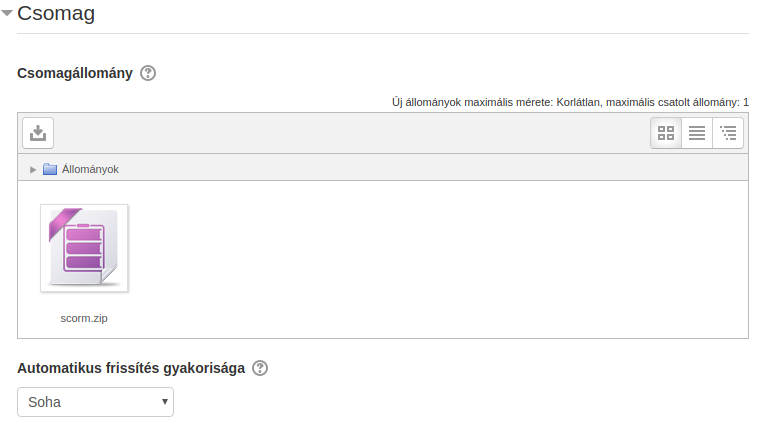 Csomag
Csomagállomány
Új állományok maximális mérete: Korlátlan, maximális csatolt állomány: 1
Állományok
scorm.zip
Automatikus frissítés gyakorisága
Soha